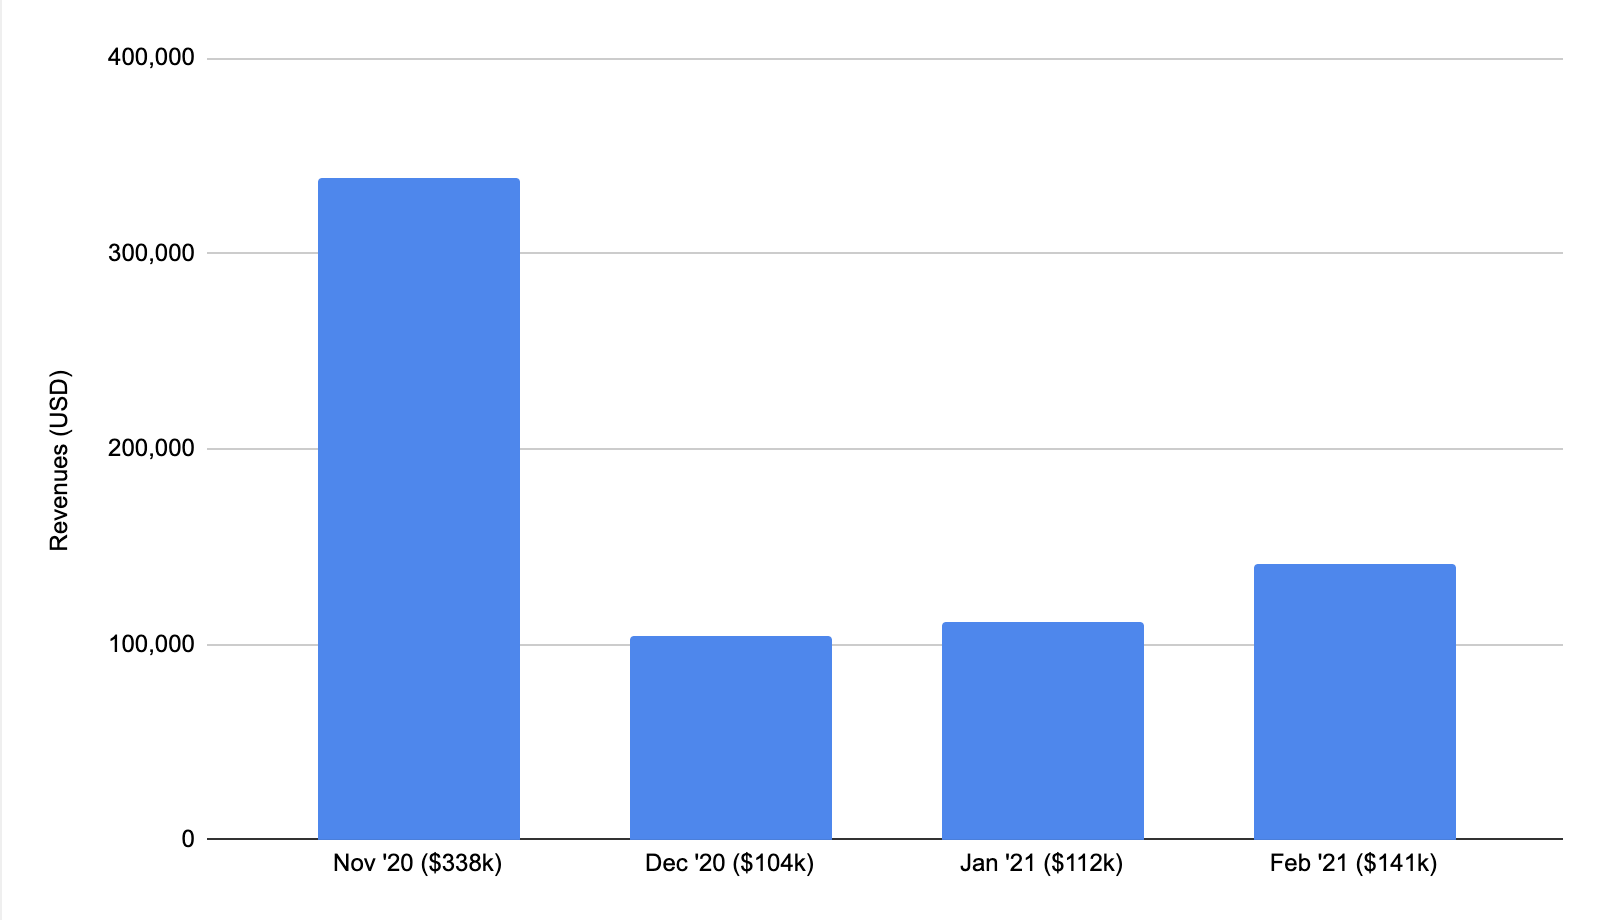 Revenues (USD)
400,000
300,000
200,000
100,000
0
Nov '20 ($338k)
Dec '20 ($104k)
Jan '21 ($112k)
Feb '21 ($141k)